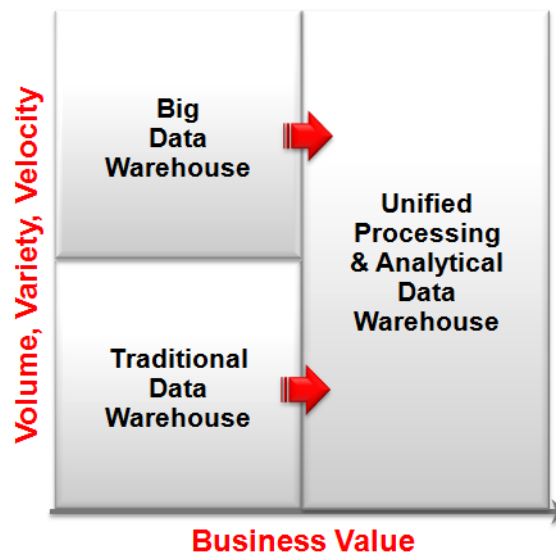 Volume, Variety, Velocity
Big
Data
Warehouse
Unified
Processing
& Analytical
Data
Warehouse
Traditional
Data
Warehouse
Business Value